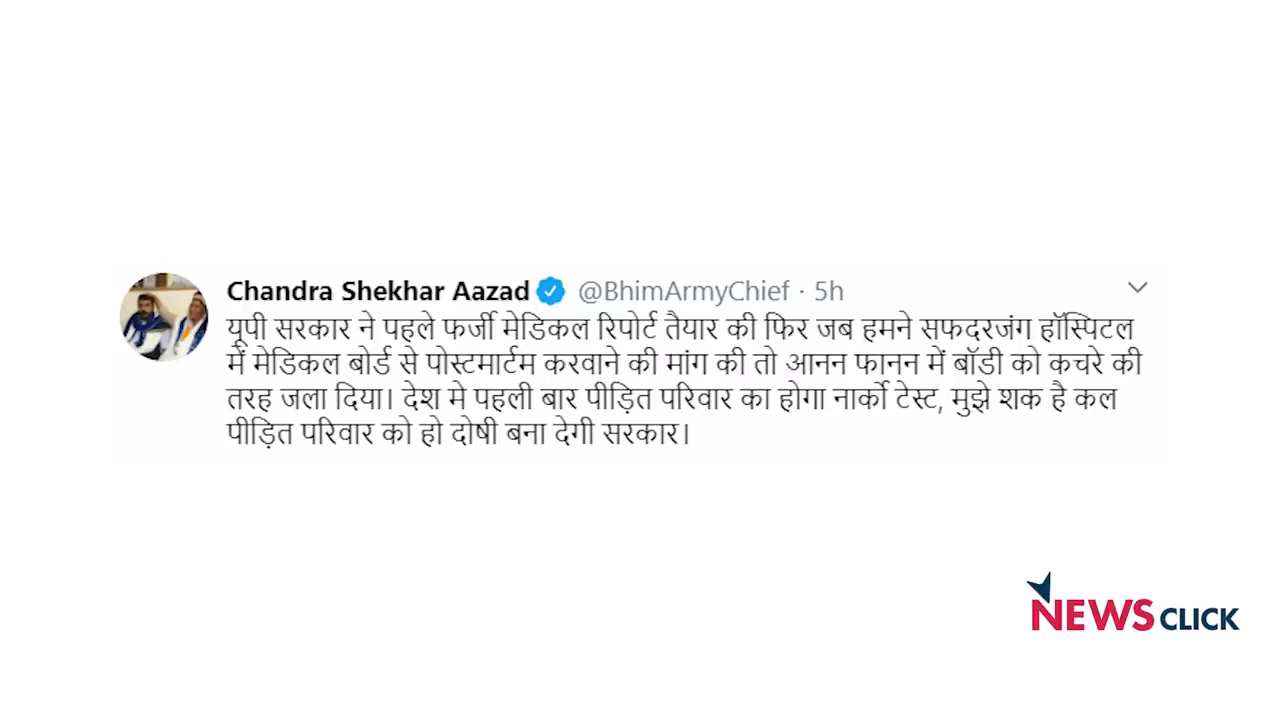 Chandra Shekhar Aazad @BhimArmyChief · 5h
यूपी सरकार ने पहले फर्जी मेडिकल रिपोर्ट तैयार की फिर जब हमने सफदरजंग हॉस्पिटल
में मेडिकल बोर्ड से पोस्टमार्टम करवाने की मांग की तो आनन फानन में बॉडी को कचरे की
तरह जला दिया। देश मे पहली बार पीड़ित परिवार का होगा नार्को टेस्ट, मुझे शक है कल
पीड़ित परिवार को हो दोषी बना देगी सरकार।
NEWS CLICK